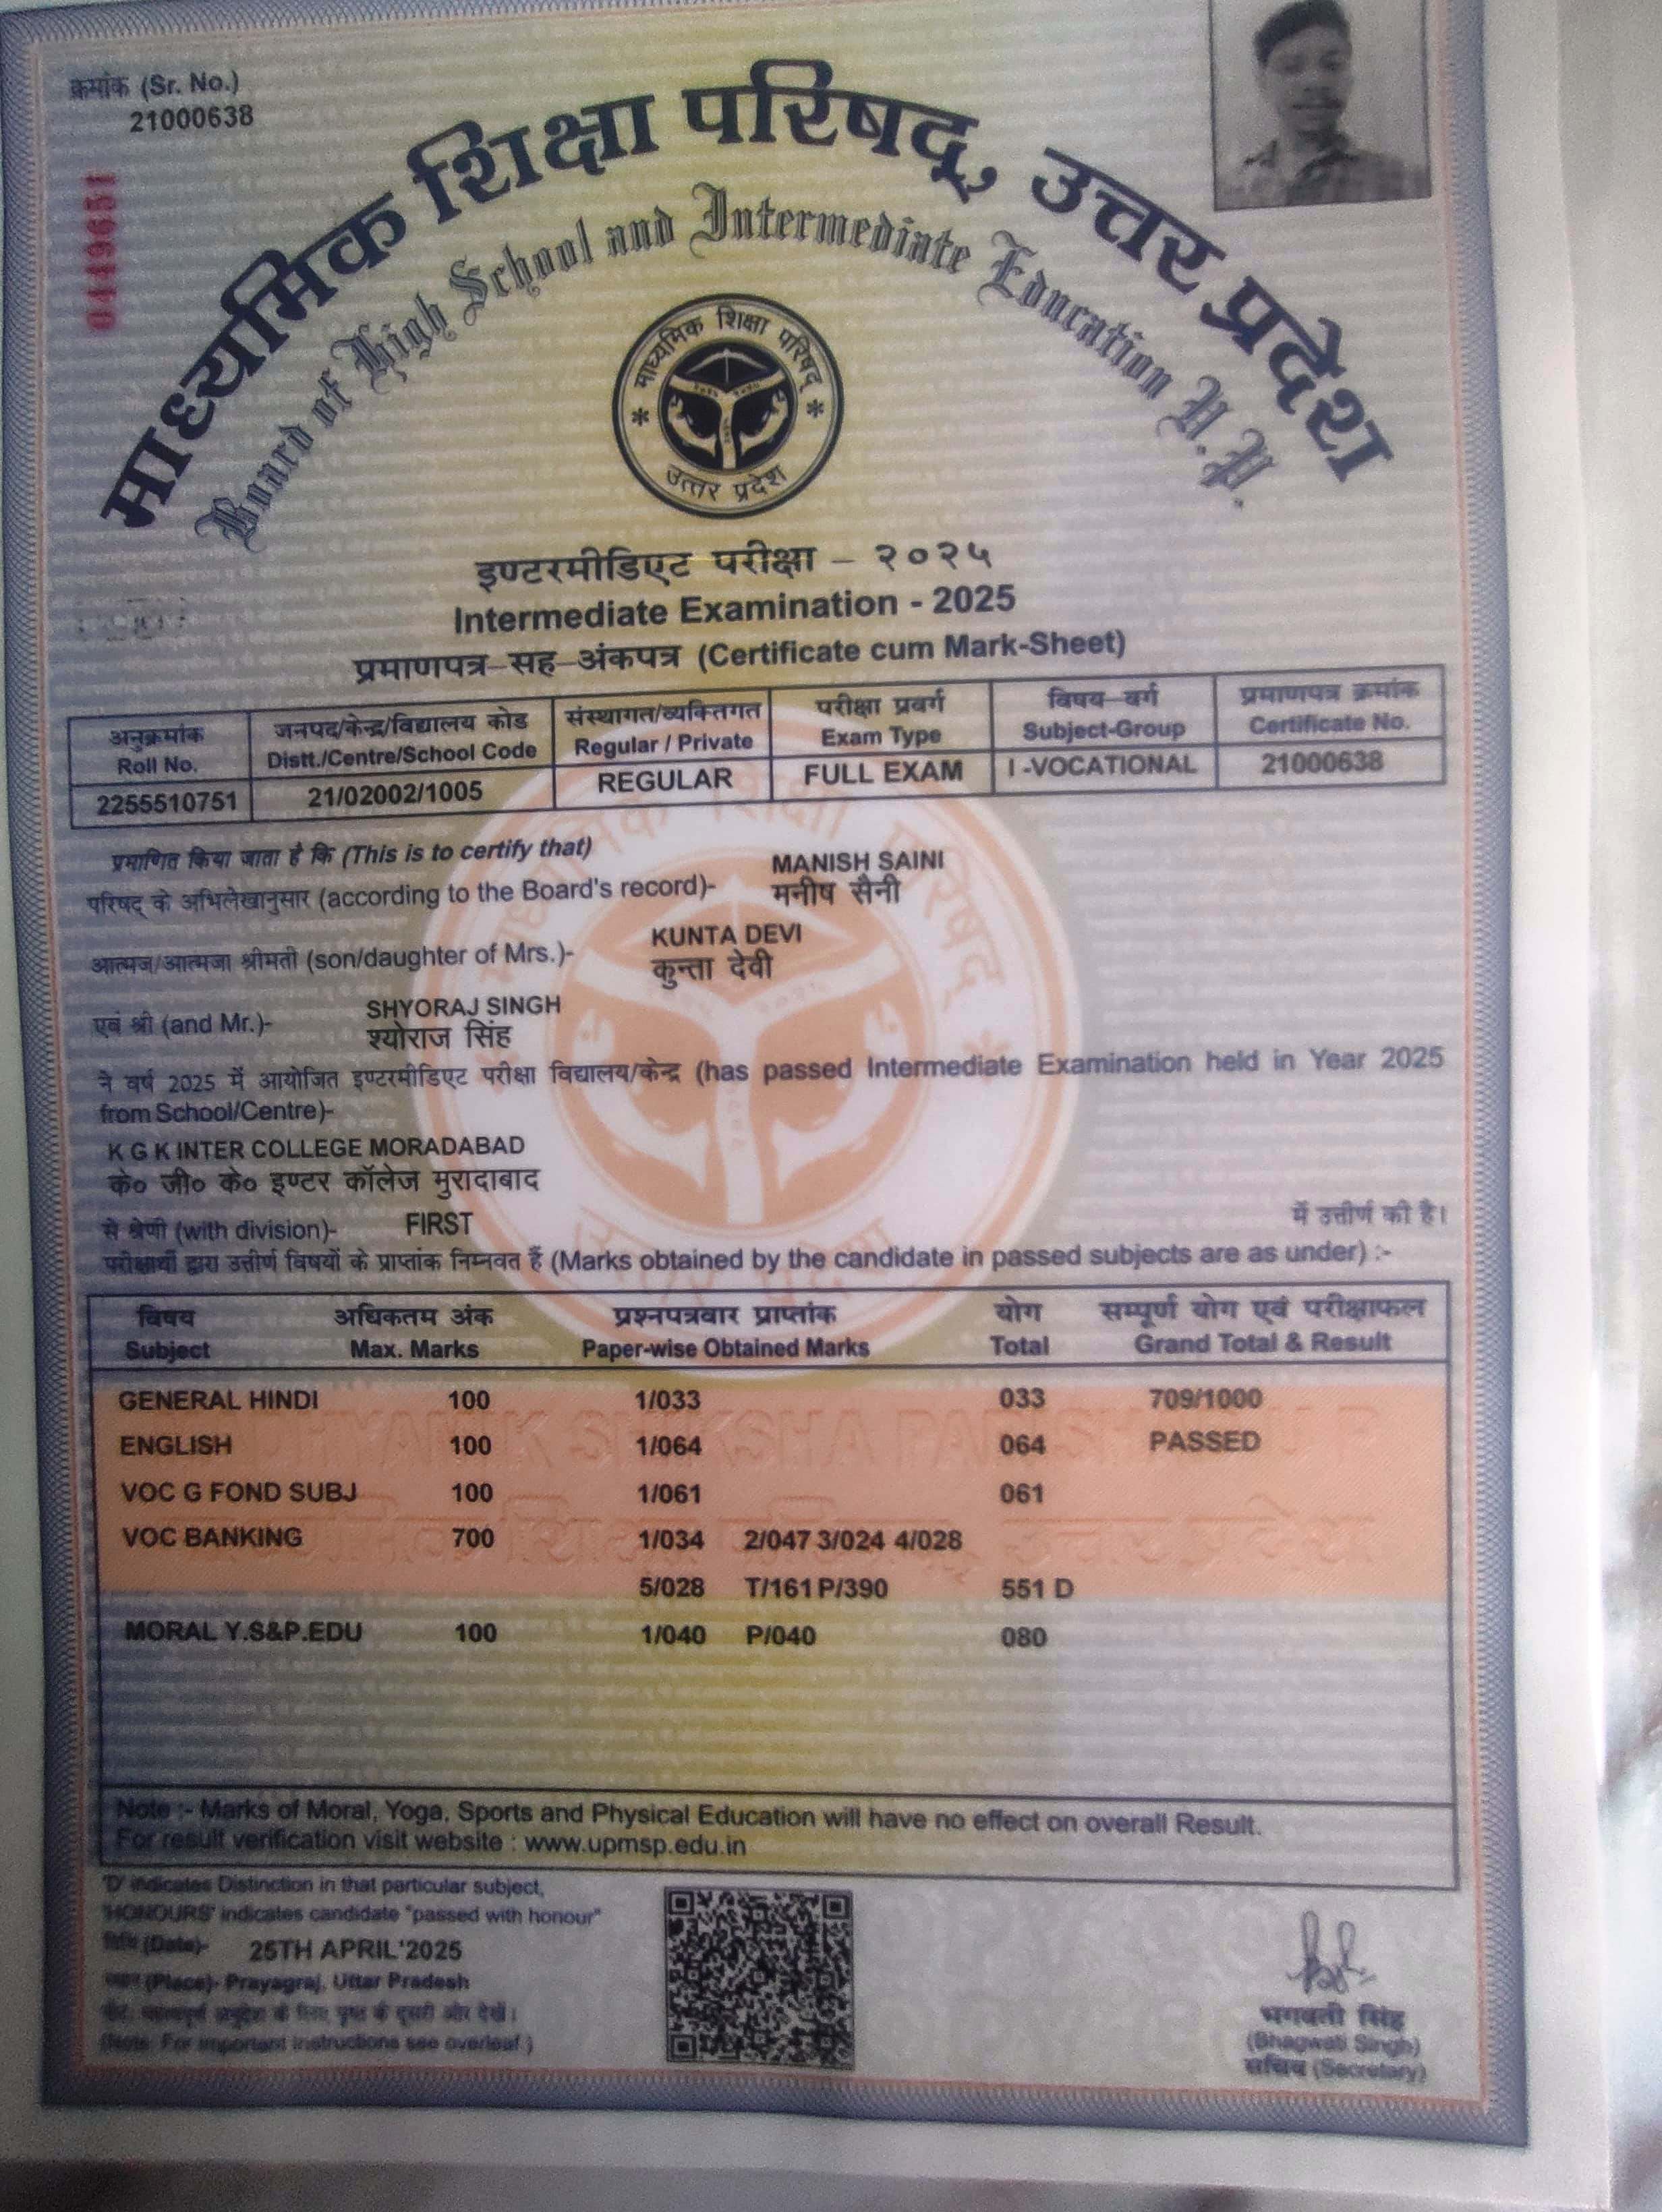 क्रमांक (Sr. No.)
21000638
0449651
माध्यमिक शिक्षा परिषद्, उत्तर प्रदेश
Board of High School and Intermediate Education U.P.
माध्यमिक शिक्षा परिषद्
उत्तर प्रदेश
इण्टरमीडिएट परीक्षा – २०२५
Intermediate Examination - 2025
प्रमाणपत्र–सह–अंकपत्र (Certificate cum Mark-Sheet)
अनुक्रमांक जनपद/केन्द्र/विद्यालय कोड संस्थागत/व्यक्तिगत परीक्षा प्रवर्ग विषय–वर्ग प्रमाणपत्र क्रमांक
Roll No. Distt./Centre/School Code Regular / Private Exam Type Subject-Group Certificate No.
2255510751 21/02002/1005 REGULAR FULL EXAM I -VOCATIONAL 21000638
प्रमाणित किया जाता है कि (This is to certify that)
MANISH SAINI
परिषद् के अभिलेखानुसार (according to the Board's record)- मनीष सैनी
KUNTA DEVI
आत्मज/आत्मजा श्रीमती (son/daughter of Mrs.)- कुन्ता देवी
SHYORAJ SINGH
एवं श्री (and Mr.)- श्योराज सिंह
ने वर्ष 2025 में आयोजित इण्टरमीडिएट परीक्षा विद्यालय/केन्द्र (has passed Intermediate Examination held in Year 2025
from School/Centre)-
K G K INTER COLLEGE MORADABAD
के० जी० के० इण्टर कॉलेज मुरादाबाद
से श्रेणी (with division)- FIRST में उत्तीर्ण की है।
परीक्षार्थी द्वारा उत्तीर्ण विषयों के प्राप्तांक निम्नवत हैं (Marks obtained by the candidate in passed subjects are as under) :-
विषय अधिकतम अंक प्रश्नपत्रवार प्राप्तांक योग सम्पूर्ण योग एवं परीक्षाफल
Subject Max. Marks Paper-wise Obtained Marks Total Grand Total & Result
GENERAL HINDI 100 1/033 033 709/1000
ENGLISH 100 1/064 064 PASSED
VOC G FOND SUBJ 100 1/061 061
VOC BANKING 700 1/034 2/047 3/024 4/028
5/028 T/161 P/390 551 D
MORAL Y.S&P.EDU 100 1/040 P/040 080
Note :- Marks of Moral, Yoga, Sports and Physical Education will have no effect on overall Result.
For result verification visit website : www.upmsp.edu.in
'D' indicates Distinction in that particular subject,
'HONOURS' indicates candidate "passed with honour"
(Date)- 25TH APRIL'2025
(Place)- Prayagraj, Uttar Pradesh
के लिए पृष्ठ के दूसरी ओर देखें।
(Note: For important instructions see overleaf.)
भगवती सिंह
(Bhagwati Singh)
सचिव (Secretary)